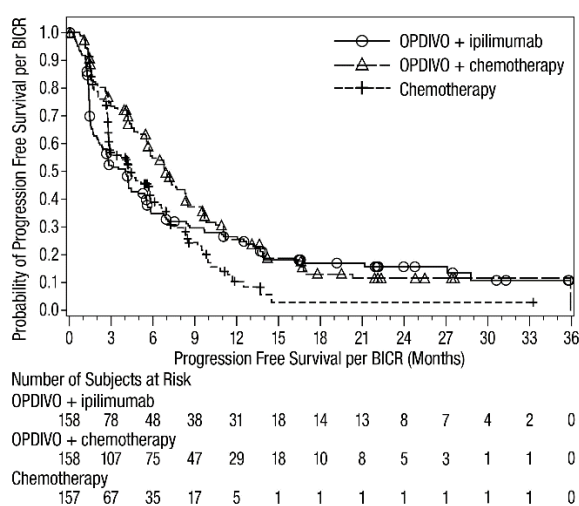 Probability of Progression Free Survival per BICR
1.0
0.9
0.8
0.7
0.6
0.5
0.4
0.3
0.2
0.1
0.0
OPDIVO + ipilimumab
OPDIVO + chemotherapy
Chemotherapy
0 3 6 9 12 15 18 21 24 27 30 33 36
Progression Free Survival per BICR (Months)
Number of Subjects at Risk
OPDIVO + ipilimumab
158 78 48 38 31 18 14 13 8 7 4 2 0
OPDIVO + chemotherapy
158 107 75 47 29 18 10 8 5 3 1 1 0
Chemotherapy
157 67 35 17 5 1 1 1 1 1 1 1 0